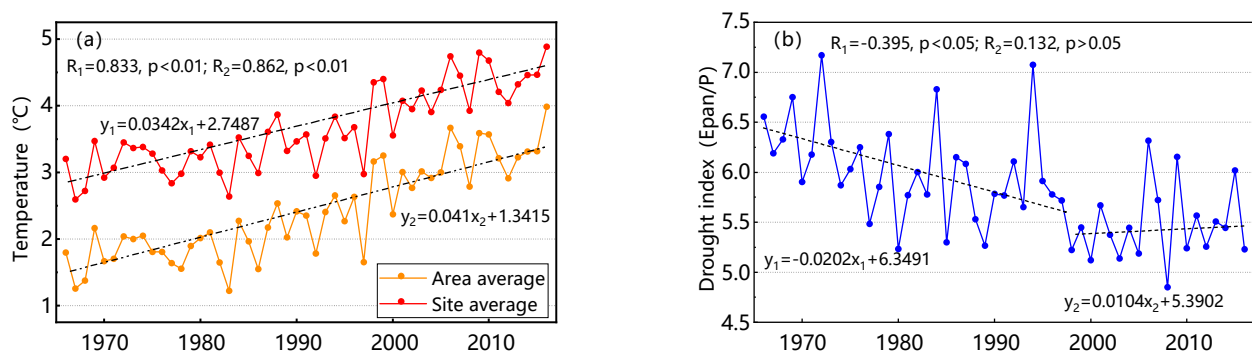 (a)
R1=0.833, p<0.01; R2=0.862, p<0.01
y1=0.0342x1+2.7487
y2=0.041x2+1.3415
Area average
Site average
Temperature (℃)
5
4
3
2
1
1970 1980 1990 2000 2010
(b)
R1=-0.395, p<0.05; R2=0.132, p>0.05
y1=-0.0202x1+6.3491
y2=0.0104x2+5.3902
Drought index (Epan/P)
7.5
7.0
6.5
6.0
5.5
5.0
4.5
1970 1980 1990 2000 2010